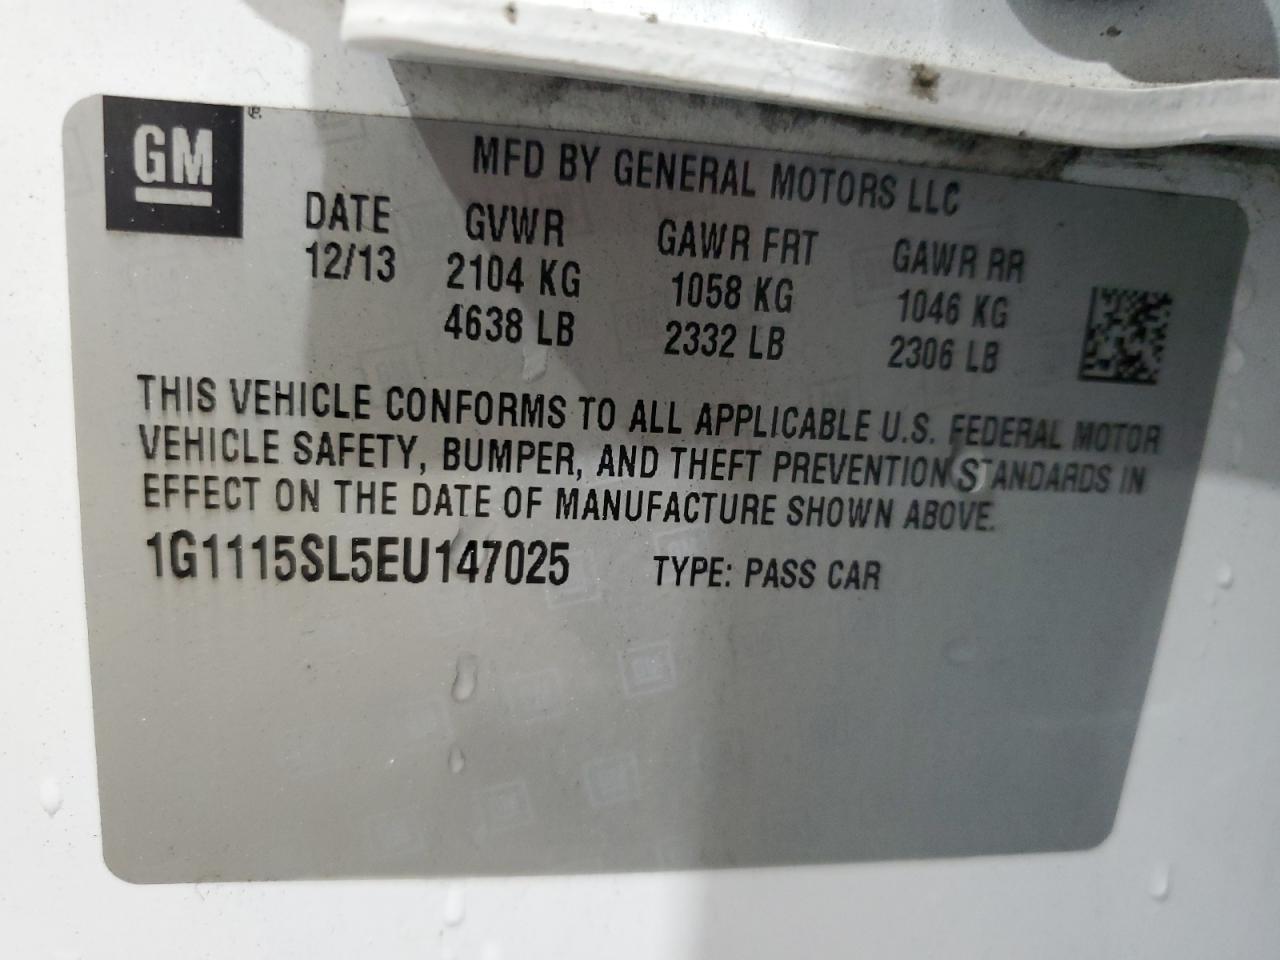 GM
MFD BY GENERAL MOTORS LLC
DATE GVWR GAWR FRT GAWR RR
12/13 2104 KG 1058 KG 1046 KG
4638 LB 2332 LB 2306 LB
THIS VEHICLE CONFORMS TO ALL APPLICABLE U.S. FEDERAL MOTOR
VEHICLE SAFETY, BUMPER, AND THEFT PREVENTION STANDARDS IN
EFFECT ON THE DATE OF MANUFACTURE SHOWN ABOVE.
1G1115SL5EU147025 TYPE: PASS CAR